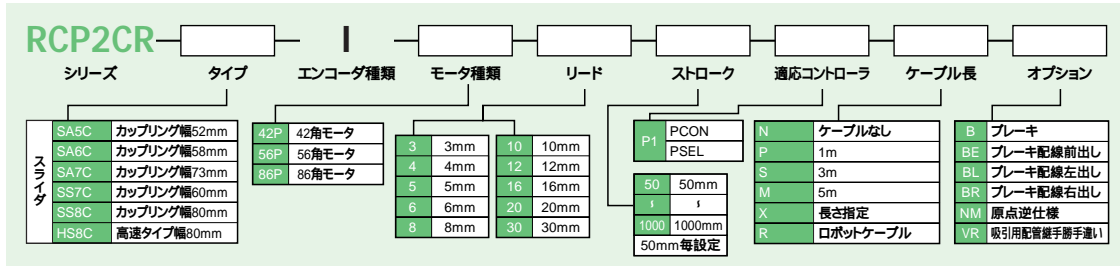 RCP2CR
I
シリーズ
タイプ
エンコーダ種類
モータ種類
リード
ストローク
適応コントローラ
ケーブル長
オプション
スライダ
SA5C カップリング幅52mm
SA6C カップリング幅58mm
SA7C カップリング幅73mm
SS7C カップリング幅60mm
SS8C カップリング幅80mm
HS8C 高速タイプ幅80mm
42P 42角モータ
56P 56角モータ
86P 86角モータ
3 3mm
4 4mm
5 5mm
6 6mm
8 8mm
10 10mm
12 12mm
16 16mm
20 20mm
30 30mm
P1 PCON
PSEL
50 50mm
≀ ≀
1000 1000mm
50mm毎設定
N ケーブルなし
P 1m
S 3m
M 5m
X 長さ指定
R ロボットケーブル
B ブレーキ
BE ブレーキ配線前出し
BL ブレーキ配線左出し
BR ブレーキ配線右出し
NM 原点逆仕様
VR 吸引用配管継手勝手違い